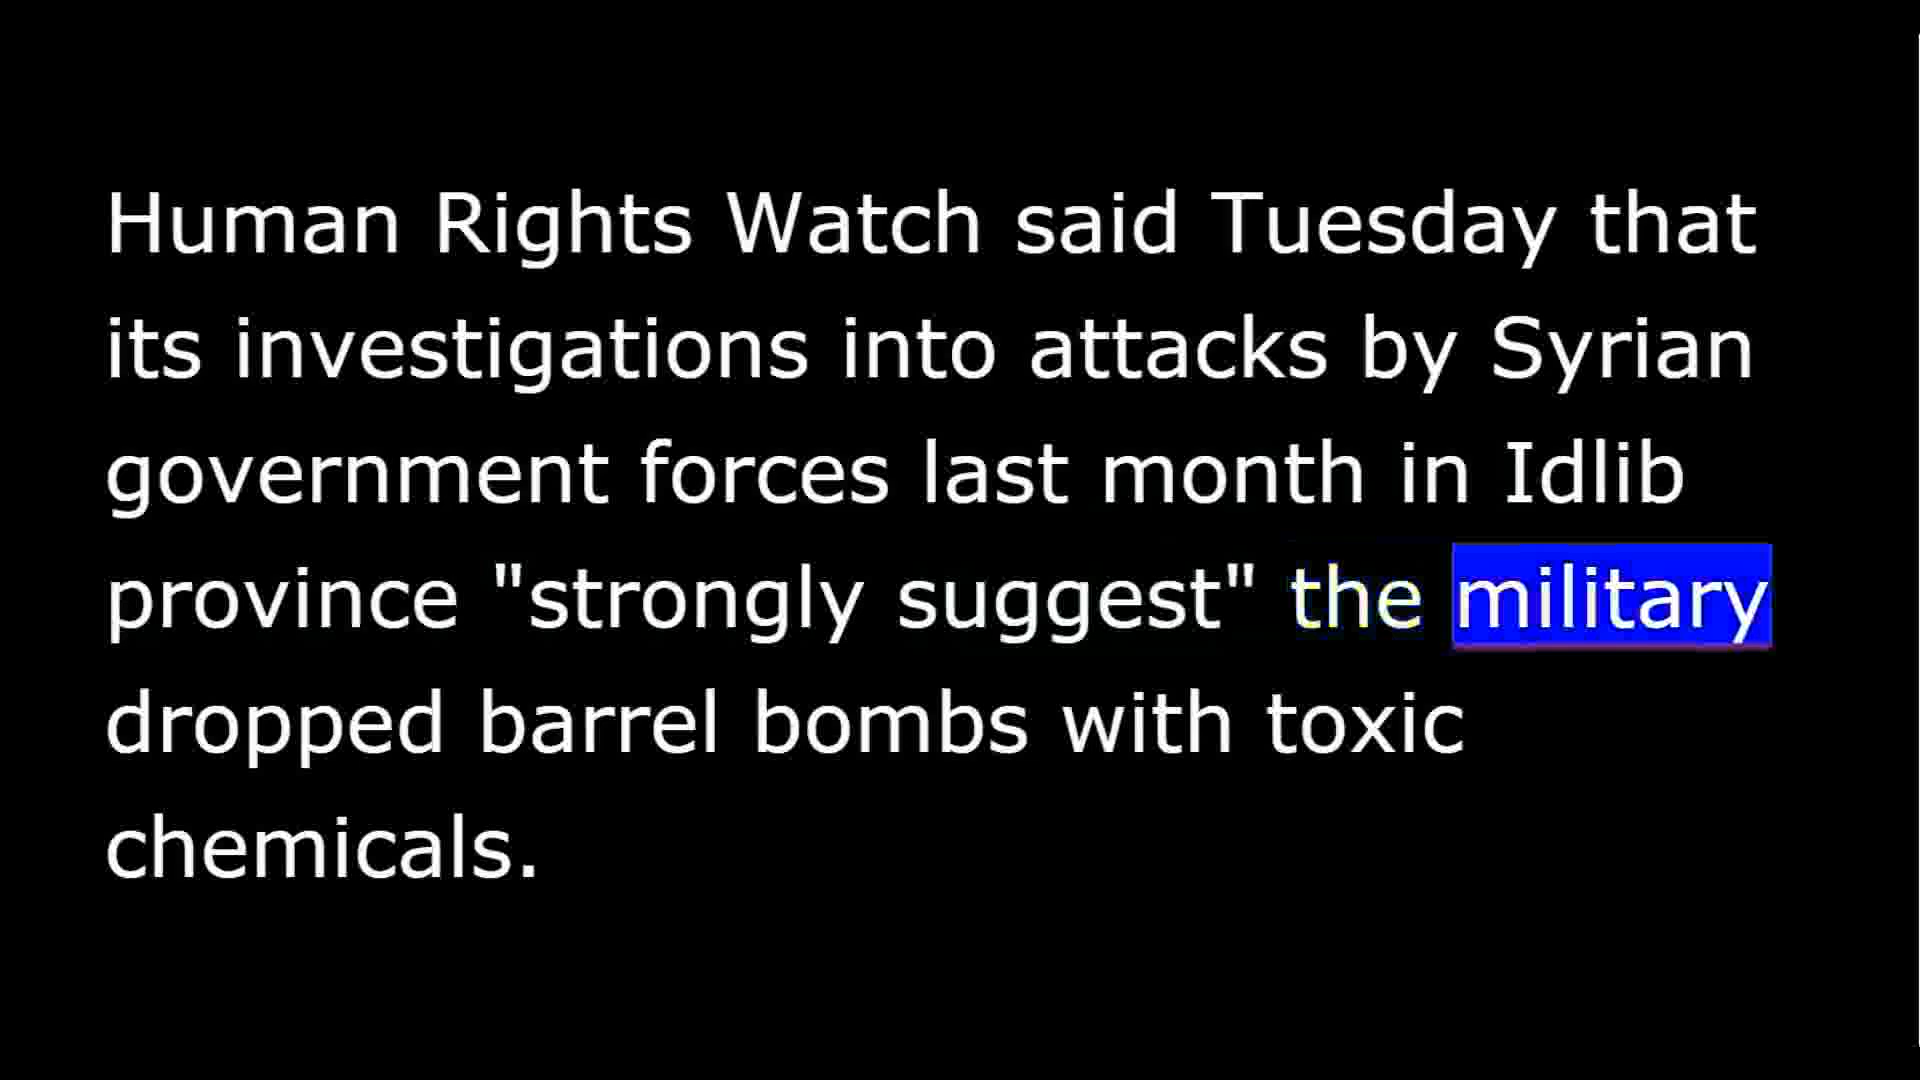 Human Rights Watch said Tuesday that
its investigations into attacks by Syrian
government forces last month in Idlib
province "strongly suggest" the military
dropped barrel bombs with toxic
chemicals.